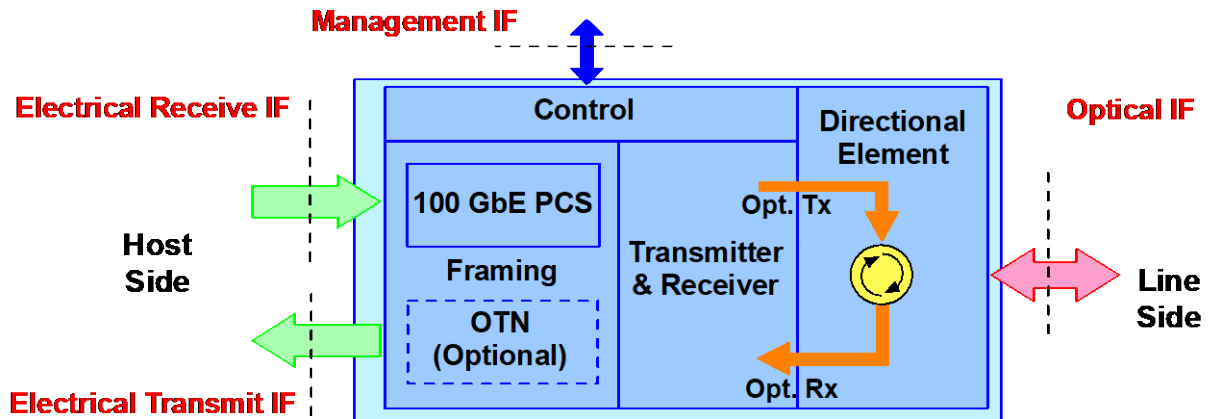 Management IF
Electrical Receive IF
Control
Directional
Element
Optical IF
100 GbE PCS
Opt. Tx
Host
Side
Framing
Transmitter
& Receiver
Line
Side
OTN
(Optional)
Opt. Rx
Electrical Transmit IF